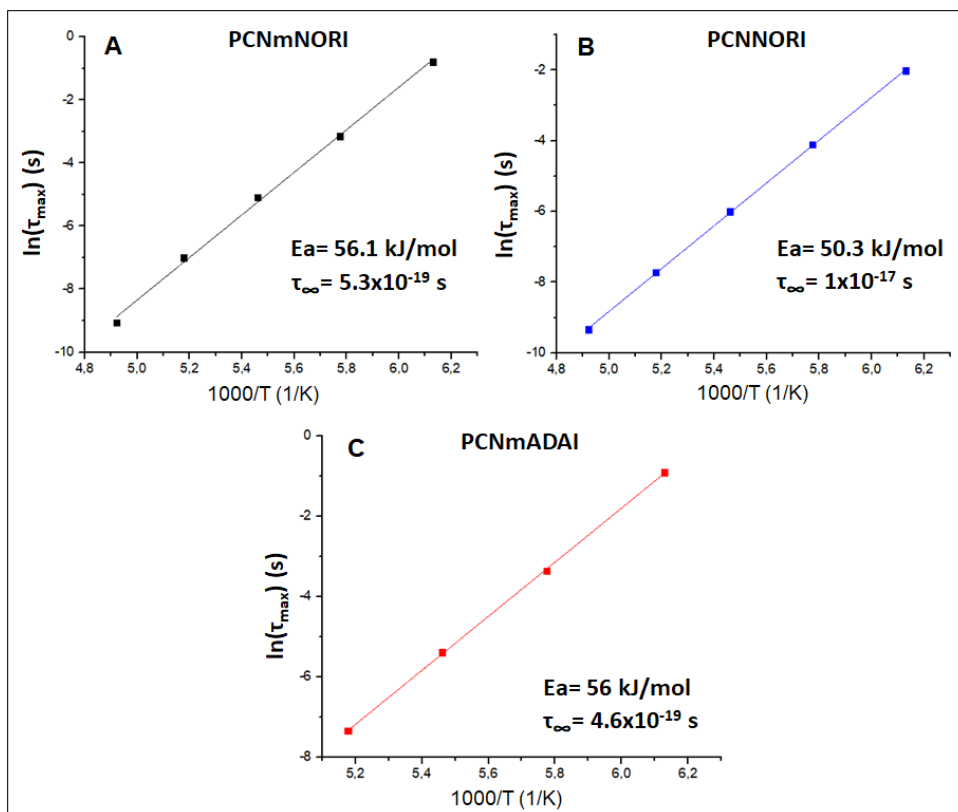 A
PCNmNORI
ln(τmax) (s)
0
-2
-4
-6
-8
-10
Ea= 56.1 kJ/mol
τ∞= 5.3x10⁻¹⁹ s
4,8 5,0 5,2 5,4 5,6 5,8 6,0 6,2
1000/T (1/K)
B
PCNNORI
ln(τmax) (s)
-2
-4
-6
-8
-10
Ea= 50.3 kJ/mol
τ∞= 1x10⁻¹⁷ s
4,8 5,0 5,2 5,4 5,6 5,8 6,0 6,2
1000/T (1/K)
C
PCNmADAI
ln(τmax) (s)
0
-2
-4
-6
-8
Ea= 56 kJ/mol
τ∞= 4.6x10⁻¹⁹ s
5,2 5,4 5,6 5,8 6,0 6,2
1000/T (1/K)